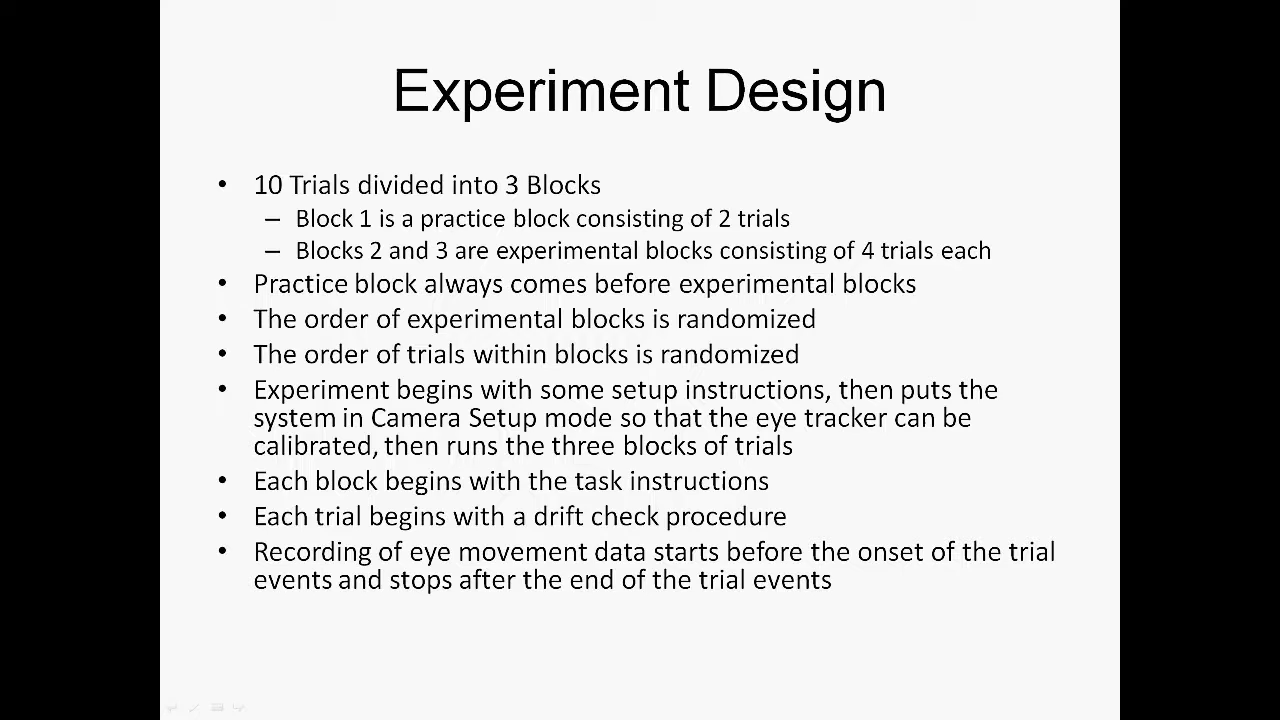 Experiment Design
• 10 Trials divided into 3 Blocks
– Block 1 is a practice block consisting of 2 trials
– Blocks 2 and 3 are experimental blocks consisting of 4 trials each
• Practice block always comes before experimental blocks
• The order of experimental blocks is randomized
• The order of trials within blocks is randomized
• Experiment begins with some setup instructions, then puts the
system in Camera Setup mode so that the eye tracker can be
calibrated, then runs the three blocks of trials
• Each block begins with the task instructions
• Each trial begins with a drift check procedure
• Recording of eye movement data starts before the onset of the trial
events and stops after the end of the trial events